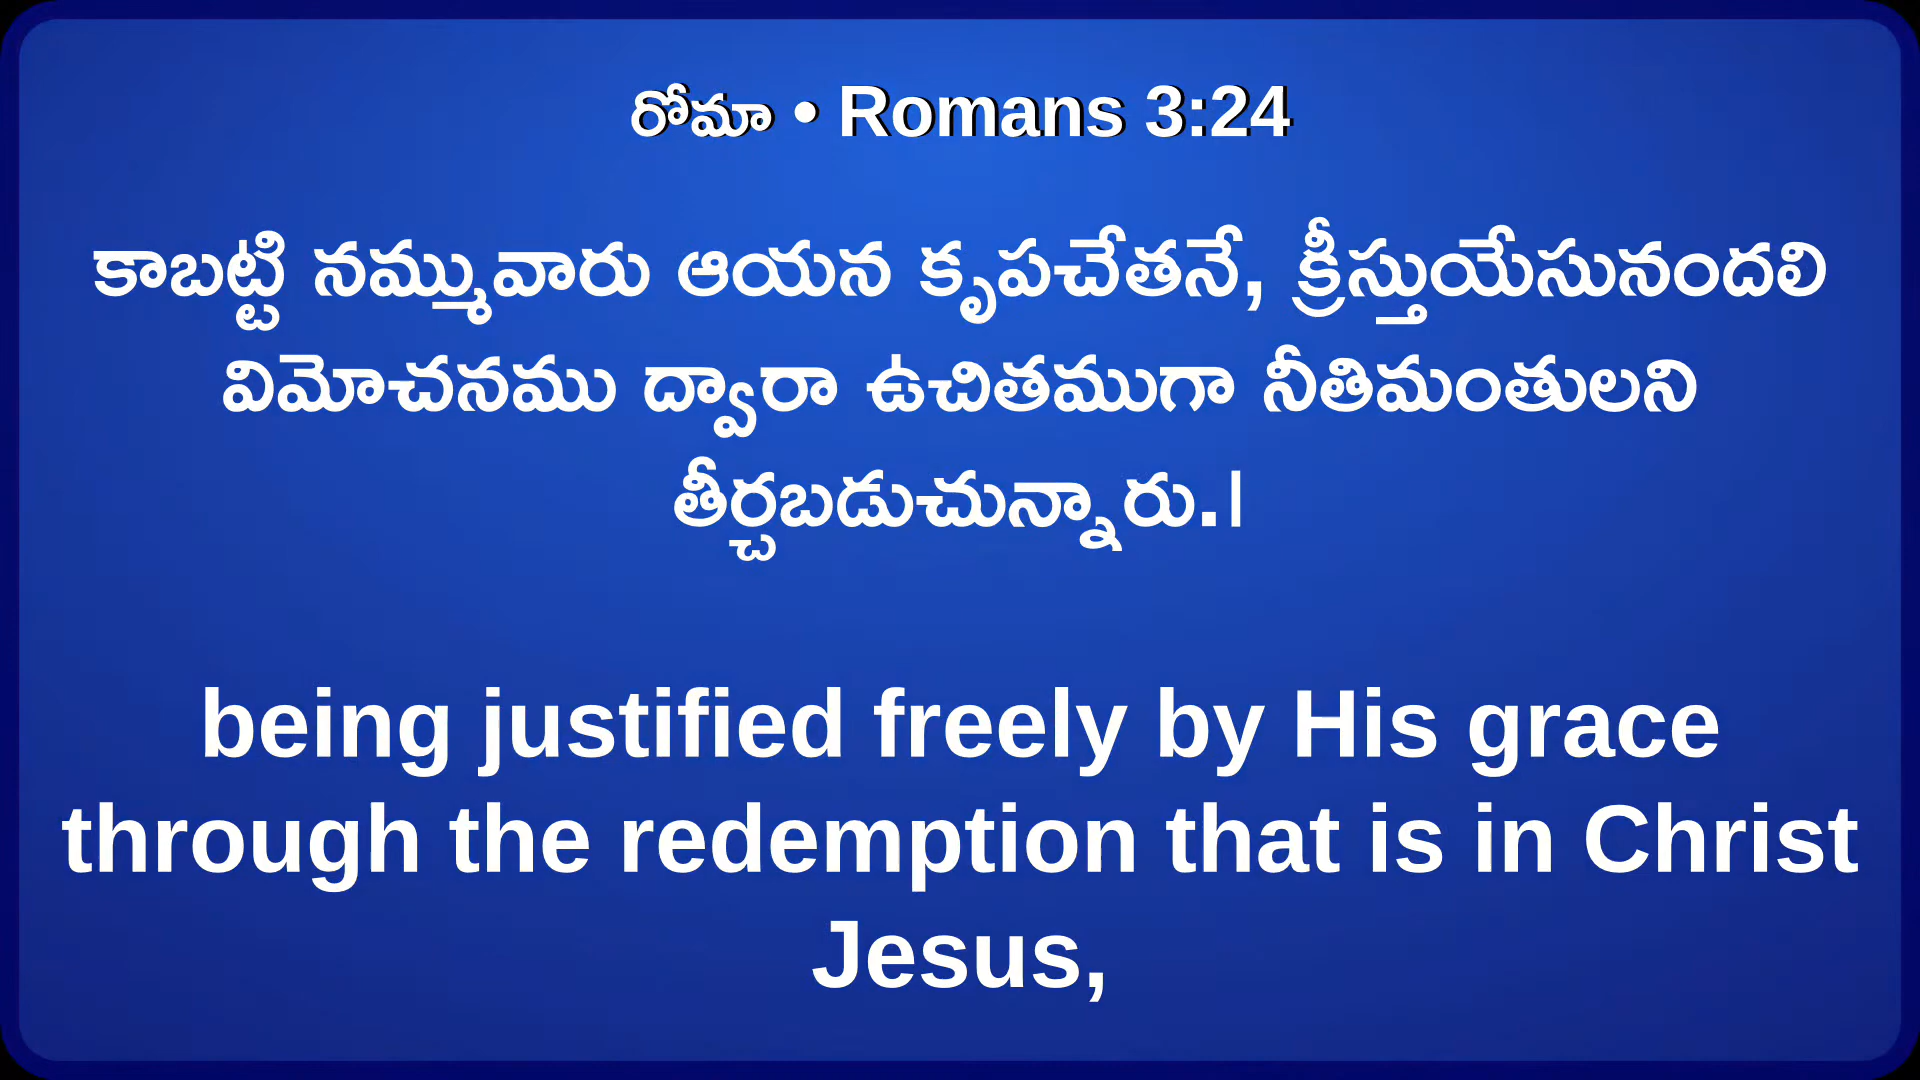 రోమా • Romans 3:24
కాబట్టి నమ్మువారు ఆయన కృపచేతనే, క్రీస్తుయేసునందలి
విమోచనము ద్వారా ఉచితముగా నీతిమంతులని
తీర్చబడుచున్నారు.।
being justified freely by His grace
through the redemption that is in Christ
Jesus,